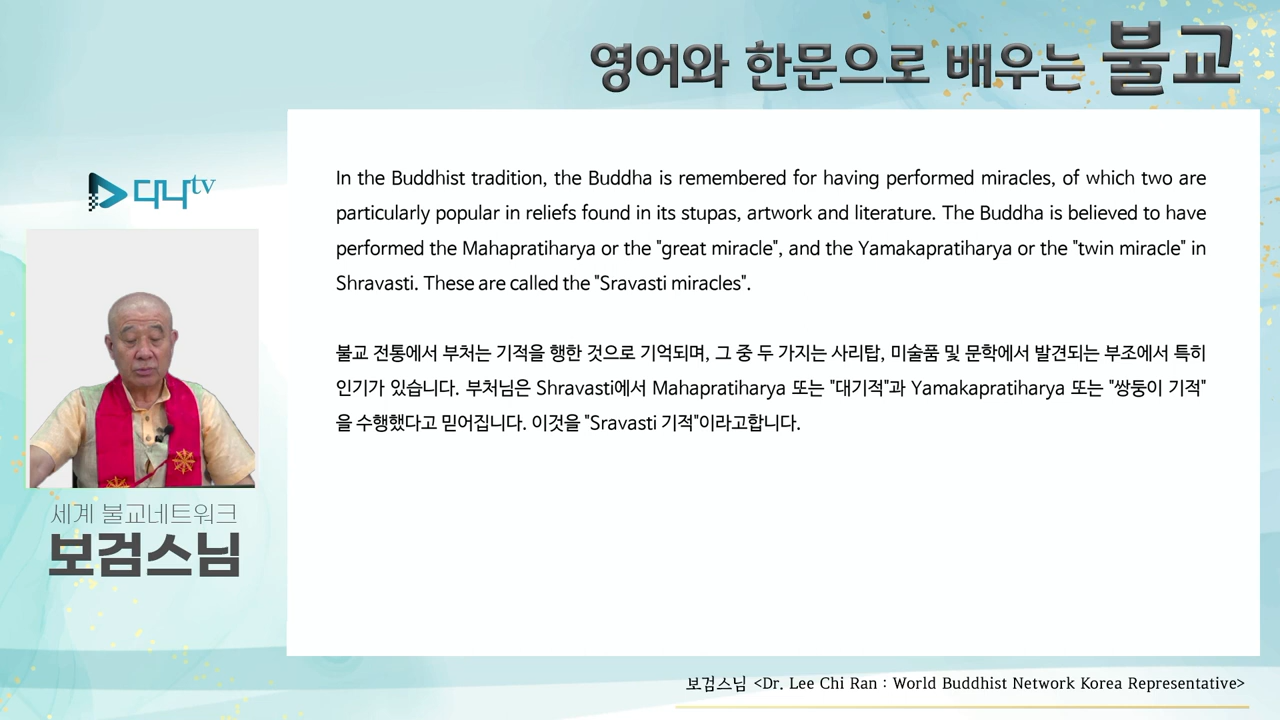 영어와 한문으로 배우는 불교
디나tv
In the Buddhist tradition, the Buddha is remembered for having performed miracles, of which two are
particularly popular in reliefs found in its stupas, artwork and literature. The Buddha is believed to have
performed the Mahapratiharya or the "great miracle", and the Yamakapratiharya or the "twin miracle" in
Shravasti. These are called the "Sravasti miracles".
불교 전통에서 부처는 기적을 행한 것으로 기억되며, 그 중 두 가지는 사리탑, 미술품 및 문학에서 발견되는 부조에서 특히
인기가 있습니다. 부처님은 Shravasti에서 Mahapratiharya 또는 "대기적"과 Yamakapratiharya 또는 "쌍둥이 기적"
을 수행했다고 믿어집니다. 이것을 "Sravasti 기적"이라고합니다.
세계 불교네트워크
보검스님
보검스님 <Dr. Lee Chi Ran : World Buddhist Network Korea Representative>